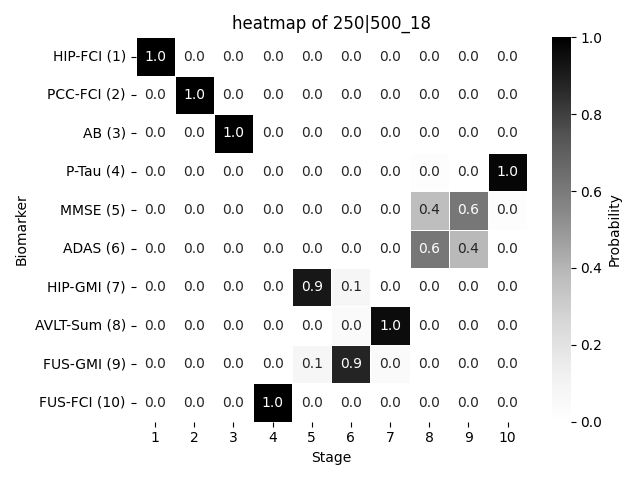 heatmap of 250|500_18
HIP-FCI (1) 1.0 0.0 0.0 0.0 0.0 0.0 0.0 0.0 0.0 0.0
PCC-FCI (2) 0.0 1.0 0.0 0.0 0.0 0.0 0.0 0.0 0.0 0.0
AB (3) 0.0 0.0 1.0 0.0 0.0 0.0 0.0 0.0 0.0 0.0
P-Tau (4) 0.0 0.0 0.0 0.0 0.0 0.0 0.0 0.0 0.0 1.0
MMSE (5) 0.0 0.0 0.0 0.0 0.0 0.0 0.0 0.4 0.6 0.0
ADAS (6) 0.0 0.0 0.0 0.0 0.0 0.0 0.0 0.6 0.4 0.0
HIP-GMI (7) 0.0 0.0 0.0 0.0 0.9 0.1 0.0 0.0 0.0 0.0
AVLT-Sum (8) 0.0 0.0 0.0 0.0 0.0 0.0 1.0 0.0 0.0 0.0
FUS-GMI (9) 0.0 0.0 0.0 0.0 0.1 0.9 0.0 0.0 0.0 0.0
FUS-FCI (10) 0.0 0.0 0.0 1.0 0.0 0.0 0.0 0.0 0.0 0.0
1 2 3 4 5 6 7 8 9 10
Stage
Biomarker
1.0
0.8
0.6
0.4
0.2
0.0
Probability